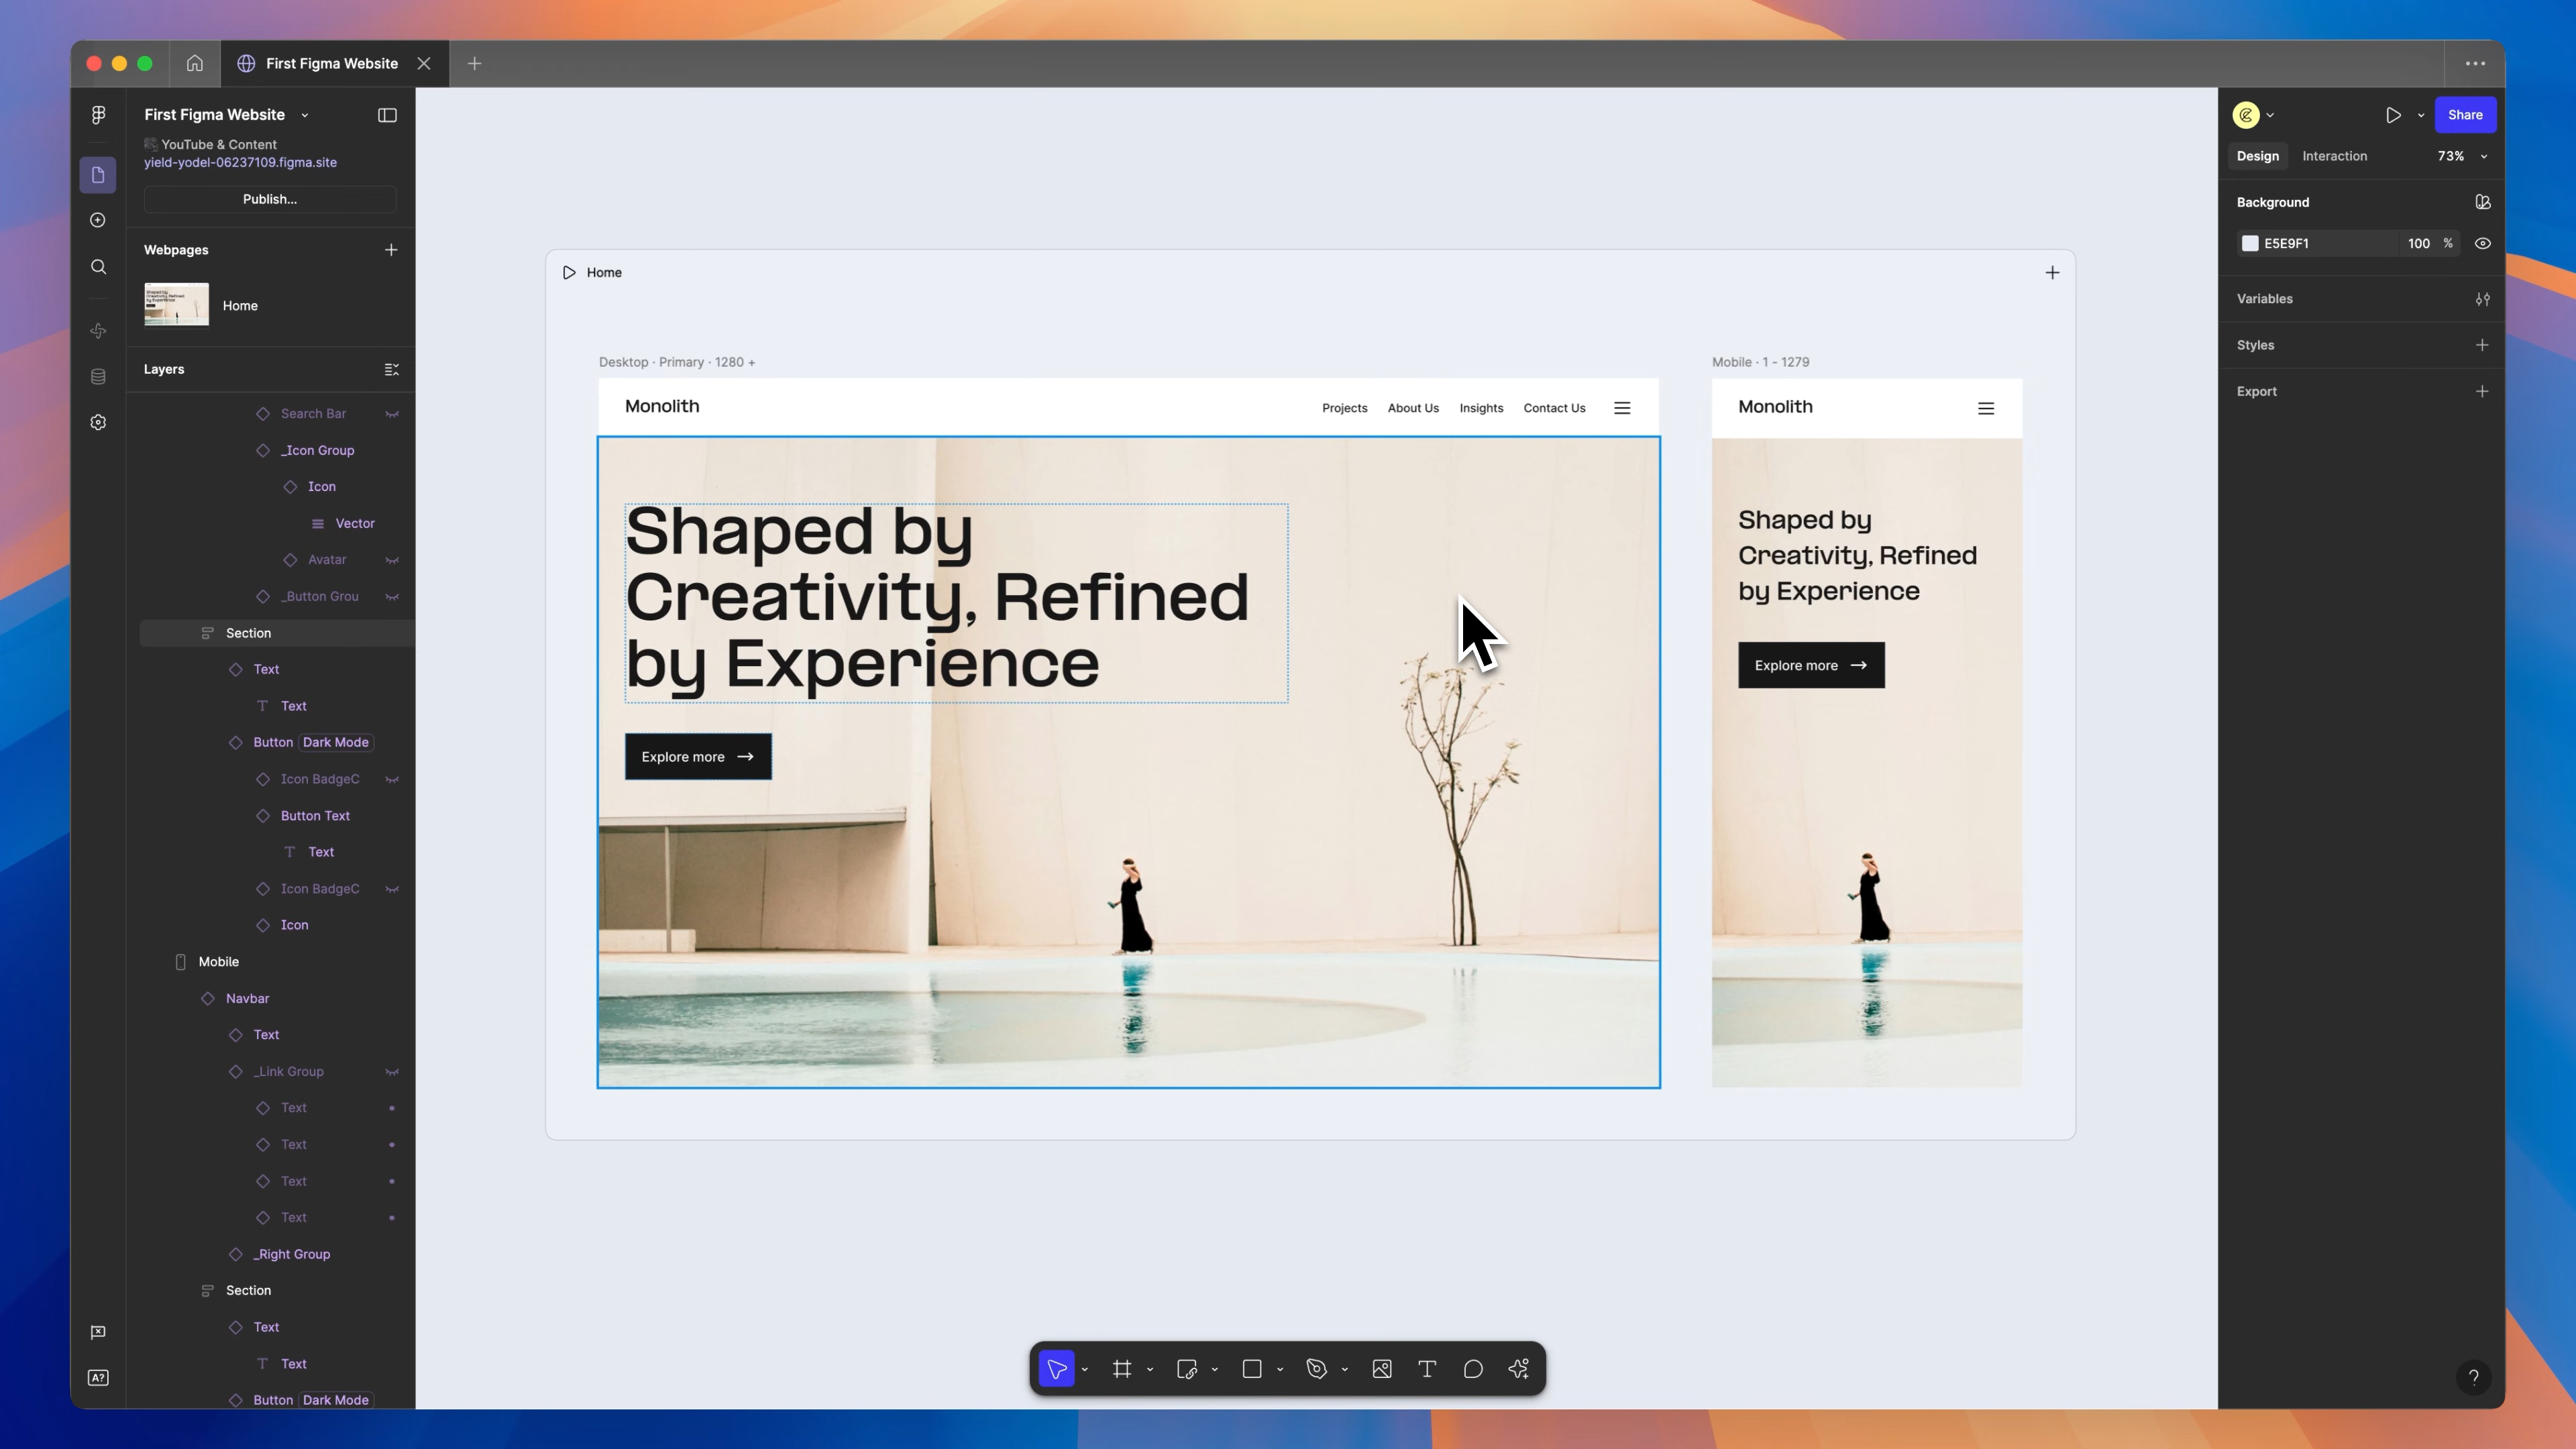 First Figma Website
First Figma Website
YouTube & Content
yield-yodel-06237109.figma.site
Publish...
Webpages
Home
Layers
Search Bar
_Icon Group
Icon
Vector
Avatar
_Button Grou
Section
Text
Text
Button Dark Mode
Icon BadgeC
Button Text
Text
Icon BadgeC
Icon
Mobile
Navbar
Text
_Link Group
Text
Text
Text
Text
_Right Group
Section
Text
Text
Button Dark Mode
A?
Home
Desktop · Primary · 1280 +
Monolith
Projects
About Us
Insights
Contact Us
Shaped by
Creativity, Refined
by Experience
Explore more
Mobile · 1 - 1279
Monolith
Shaped by
Creativity, Refined
by Experience
Explore more
Share
Design
Interaction
73%
Background
E5E9F1
100 %
Variables
Styles
Export
?